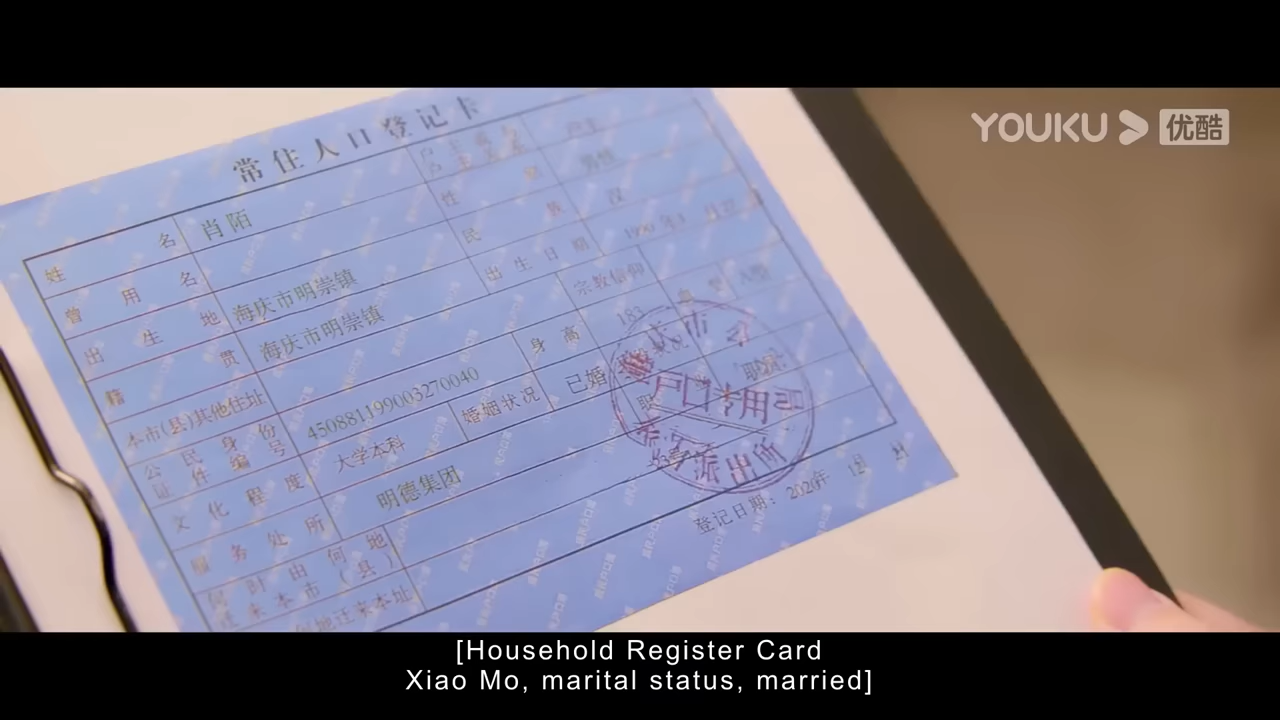 YOUKU 优酷
常住人口登记卡
姓名 肖陌
性别 男性
曾用名 民族 汉
出生地 海庆市明崇镇 出生日期
籍贯 海庆市明崇镇 宗教信仰
本市(县)其他住址
公民身份证件编号 450881199003270040 身高 183
文化程度 大学本科 婚姻状况 已婚
服务处所 明德集团
何时由何地迁来本市(县)
何地迁来本址
户口专用
派出所
登记日期:
[Household Register Card
Xiao Mo, marital status, married]